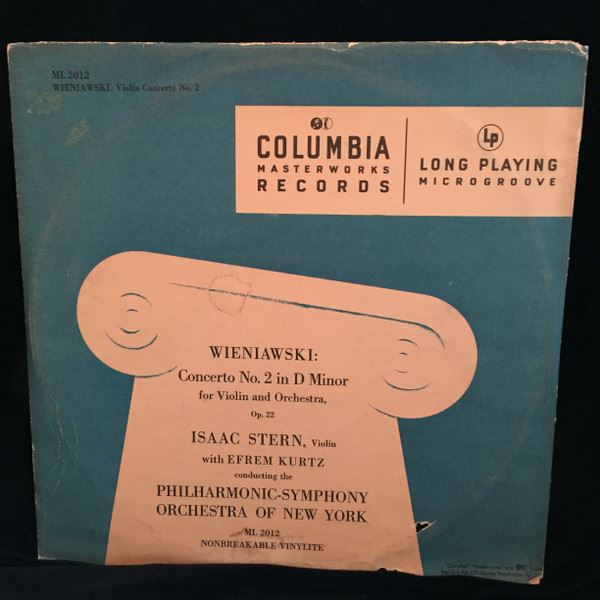 ML 2012
WIENIAWSKI: Violin Concerto No. 2
COLUMBIA
MASTERWORKS
RECORDS
LP
LONG PLAYING
MICROGROOVE
WIENIAWSKI:
Concerto No. 2 in D Minor
for Violin and Orchestra,
Op. 22
ISAAC STERN, Violin
with EFREM KURTZ
conducting the
PHILHARMONIC-SYMPHONY
ORCHESTRA OF NEW YORK
ML 2012
NONBREAKABLE VINYLITE